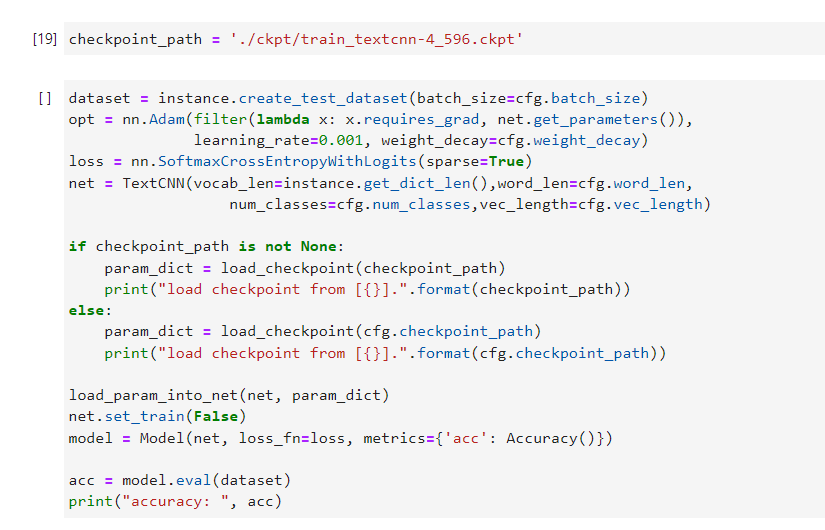 [19] checkpoint_path = './ckpt/train_textcnn-4_596.ckpt'
[] dataset = instance.create_test_dataset(batch_size=cfg.batch_size)
opt = nn.Adam(filter(lambda x: x.requires_grad, net.get_parameters()),
              learning_rate=0.001, weight_decay=cfg.weight_decay)
loss = nn.SoftmaxCrossEntropyWithLogits(sparse=True)
net = TextCNN(vocab_len=instance.get_dict_len(),word_len=cfg.word_len,
                  num_classes=cfg.num_classes,vec_length=cfg.vec_length)

if checkpoint_path is not None:
    param_dict = load_checkpoint(checkpoint_path)
    print("load checkpoint from [{}].".format(checkpoint_path))
else:
    param_dict = load_checkpoint(cfg.checkpoint_path)
    print("load checkpoint from [{}].".format(cfg.checkpoint_path))

load_param_into_net(net, param_dict)
net.set_train(False)
model = Model(net, loss_fn=loss, metrics={'acc': Accuracy()})

acc = model.eval(dataset)
print("accuracy: ", acc)